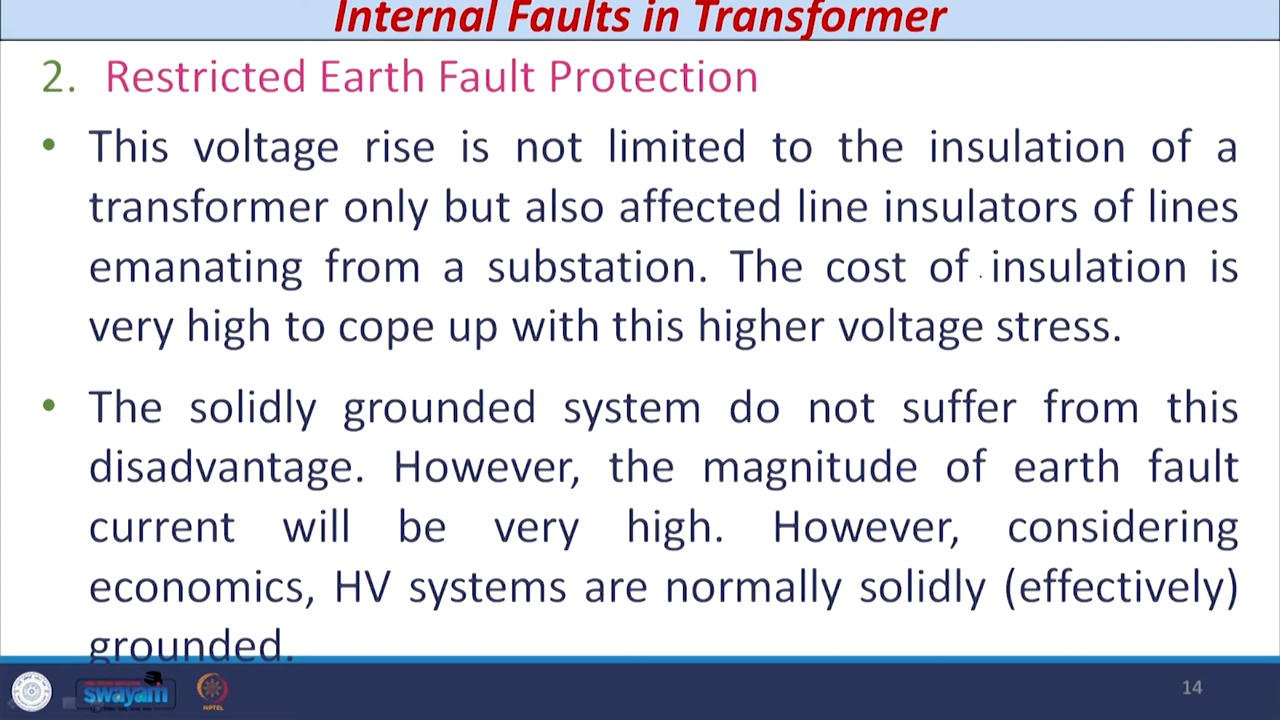 Internal Faults in Transformer
2. Restricted Earth Fault Protection
• This voltage rise is not limited to the insulation of a
transformer only but also affected line insulators of lines
emanating from a substation. The cost of insulation is
very high to cope up with this higher voltage stress.
• The solidly grounded system do not suffer from this
disadvantage. However, the magnitude of earth fault
current will be very high. However, considering
economics, HV systems are normally solidly (effectively)
grounded.
swayam
NPTEL
14